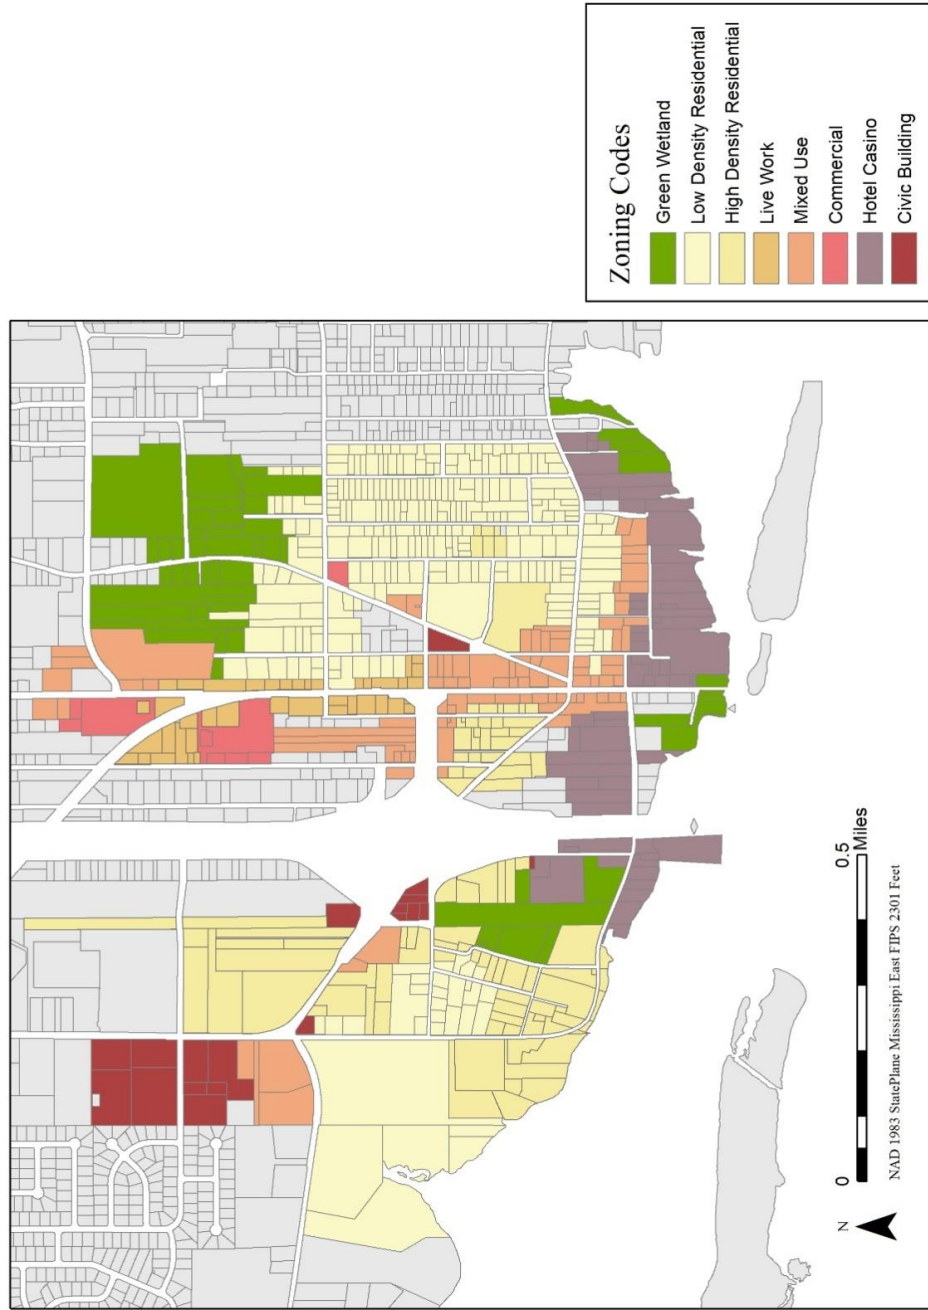 Zoning Codes
Green Wetland
Low Density Residential
High Density Residential
Live Work
Mixed Use
Commercial
Hotel Casino
Civic Building
N
0
0.5
Miles
NAD 1983 StatePlane Mississippi East FIPS 2301 Feet